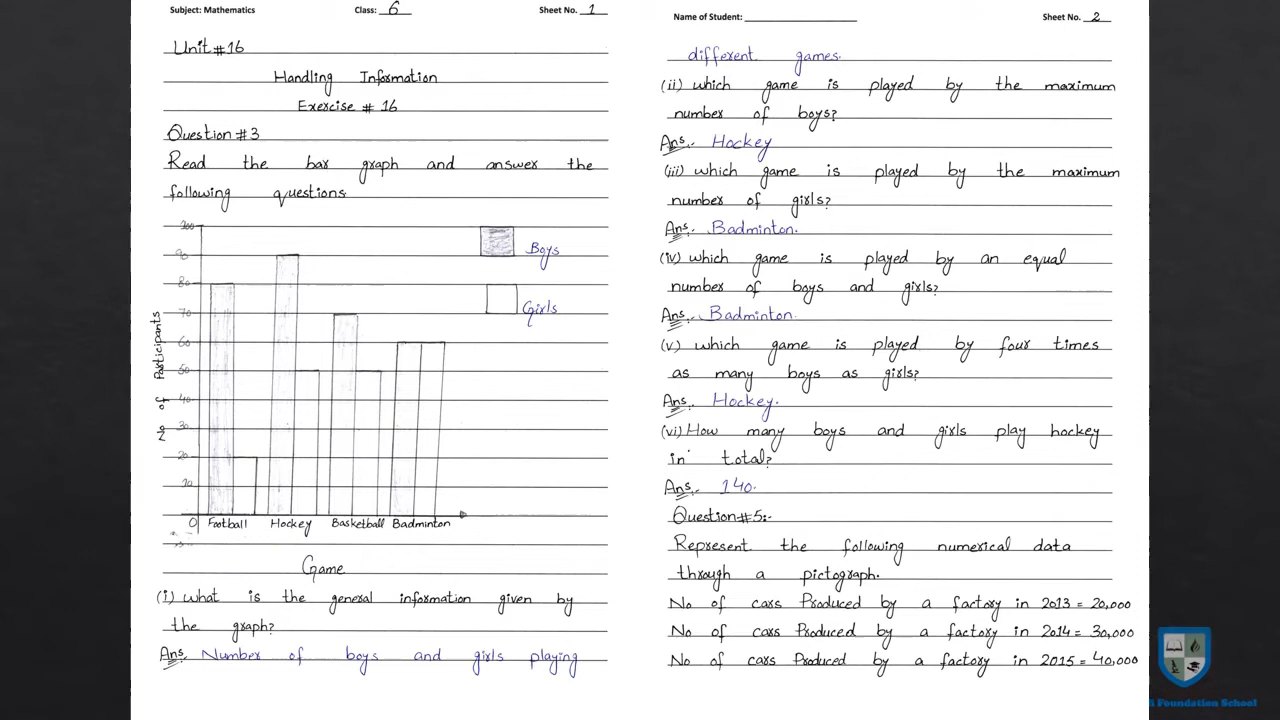 Subject: Mathematics Class: 6 Sheet No. 1
Unit #16
Handling Information
Exercise # 16
Question #3
Read the bar graph and answer the
following questions
100
90
80
70
60
50
40
30
20
10
0
Boys
Girls
No of Participants
Football Hockey Basketball Badminton
Game
(i) what is the general information given by
the graph?
Ans:- Number of boys and girls playing
Name of Student: Sheet No. 2
different games.
(ii) which game is played by the maximum
number of boys?
Ans:- Hockey
(iii) which game is played by the maximum
number of girls?
Ans:- Badminton.
(iv) which game is played by an equal
number of boys and girls?
Ans:- Badminton.
(v) which game is played by four times
as many boys as girls?
Ans:- Hockey.
(vi) How many boys and girls play hockey
in total?
Ans:- 140.
Question#5:-
Represent the following numerical data
through a pictograph.
No of cars Produced by a factory in 2013 = 20,000
No of cars Produced by a factory in 2014 = 30,000
No of cars Produced by a factory in 2015 = 40,000
Foundation School